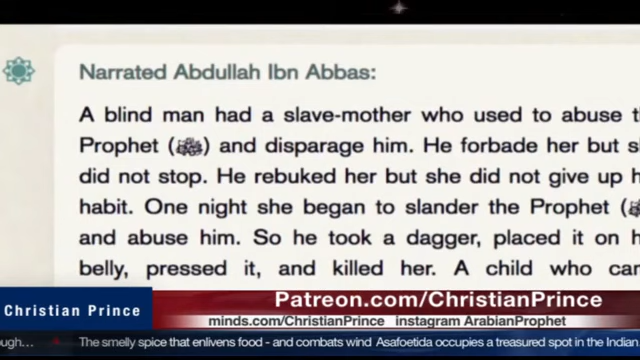 Narrated Abdullah Ibn Abbas:
A blind man had a slave-mother who used to abuse
Prophet (ﷺ) and disparage him. He forbade her but
did not stop. He rebuked her but she did not give up
habit. One night she began to slander the Prophet (
and abuse him. So he took a dagger, placed it on
belly, pressed it, and killed her. A child who
Christian Prince
Patreon.com/ChristianPrince
minds.com/ChristianPrince instagram ArabianProphet
The smelly spice that enlivens food - and combats wind Asafoetida occupies a treasured spot in the Indian